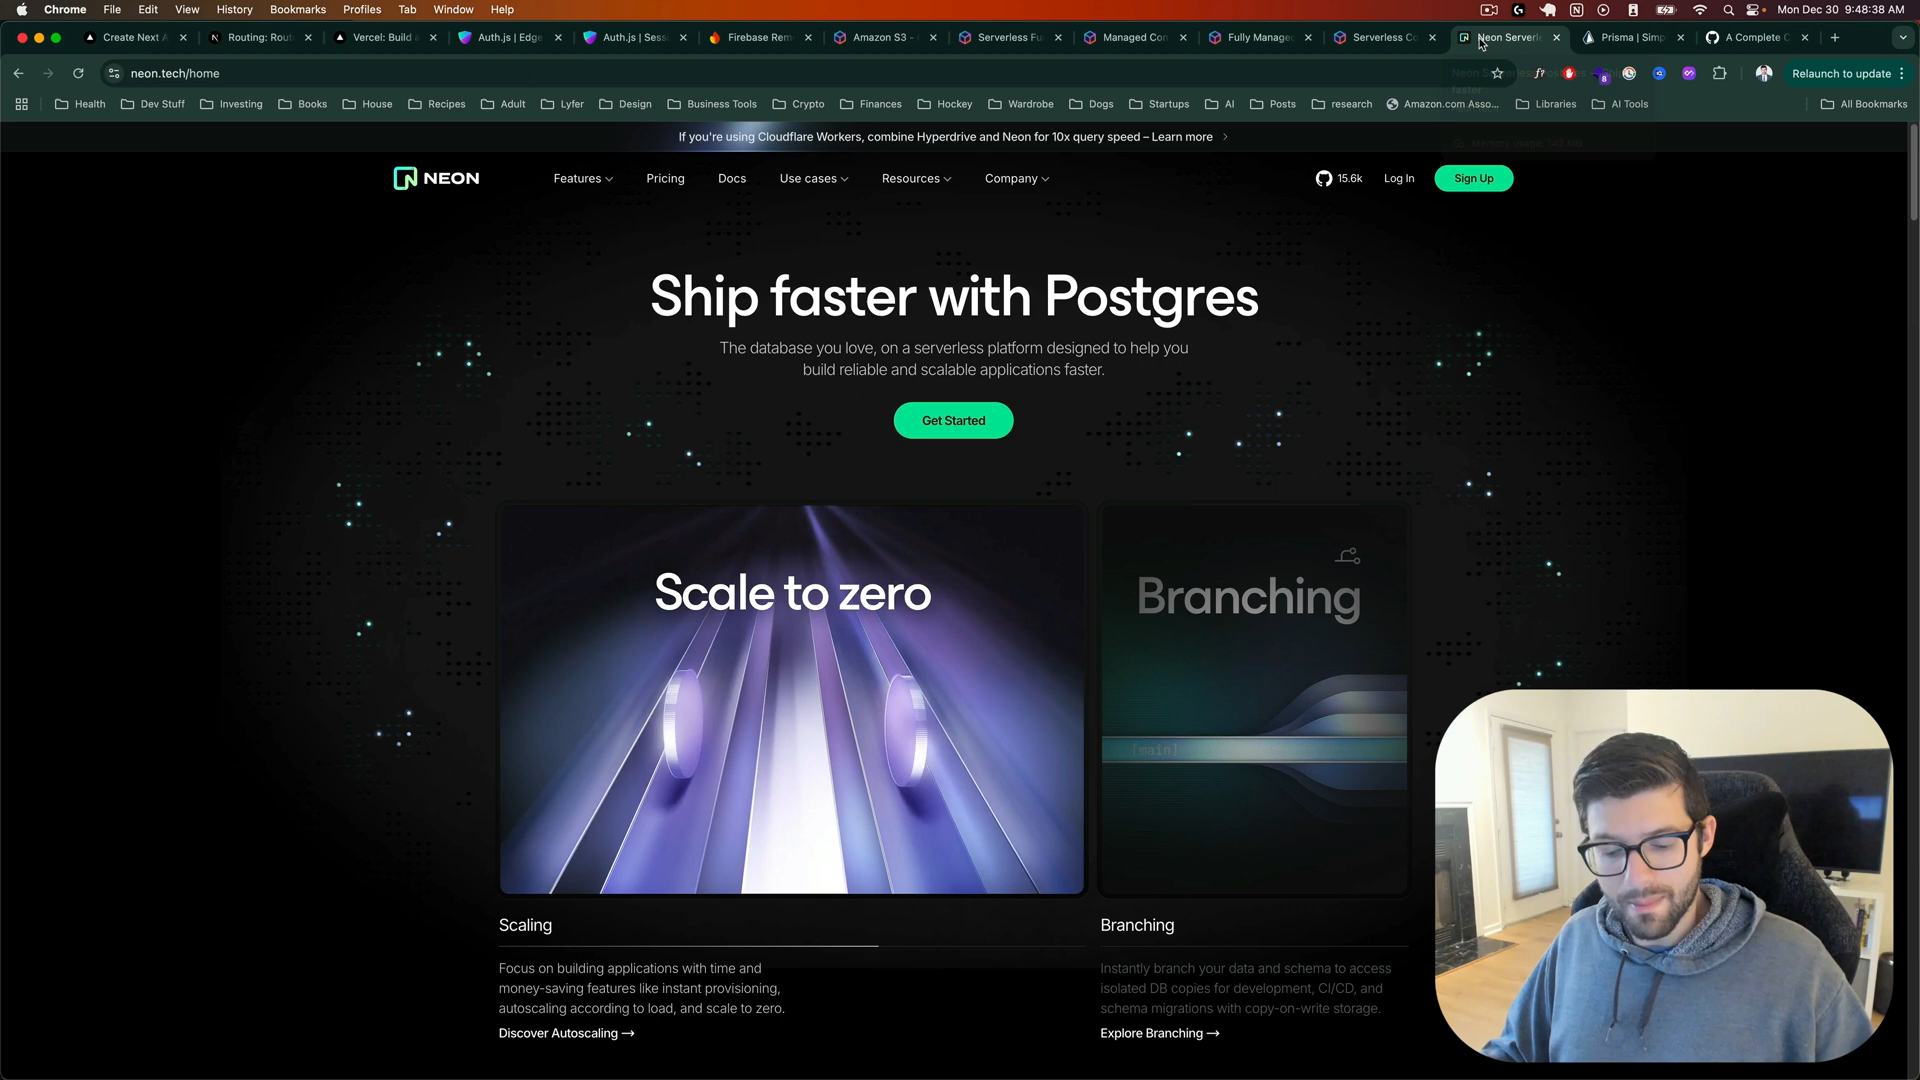 Chrome File Edit View History Bookmarks Profiles Tab Window Help Mon Dec 30 9:48:38 AM
Create Next A Routing: Rout Vercel: Build Auth.js | Edge Auth.js | Sess Firebase Rem Amazon S3 - Serverless Fu Managed Con Fully Manage Serverless Co Neon Serverl Prisma | Simp A Complete
neon.tech/home Relaunch to update
Health Dev Stuff Investing Books House Recipes Adult Lyfer Design Business Tools Crypto Finances Hockey Wardrobe Dogs Startups AI Posts research Amazon.com Asso... Libraries AI Tools All Bookmarks
If you're using Cloudflare Workers, combine Hyperdrive and Neon for 10x query speed – Learn more
NEON Features Pricing Docs Use cases Resources Company 15.6k Log In Sign Up
Ship faster with Postgres
The database you love, on a serverless platform designed to help you
build reliable and scalable applications faster.
Get Started
Scale to zero
Branching
[main]
Scaling
Focus on building applications with time and
money-saving features like instant provisioning,
autoscaling according to load, and scale to zero.
Discover Autoscaling →
Branching
Instantly branch your data and schema to access
isolated DB copies for development, CI/CD, and
schema migrations with copy-on-write storage.
Explore Branching →